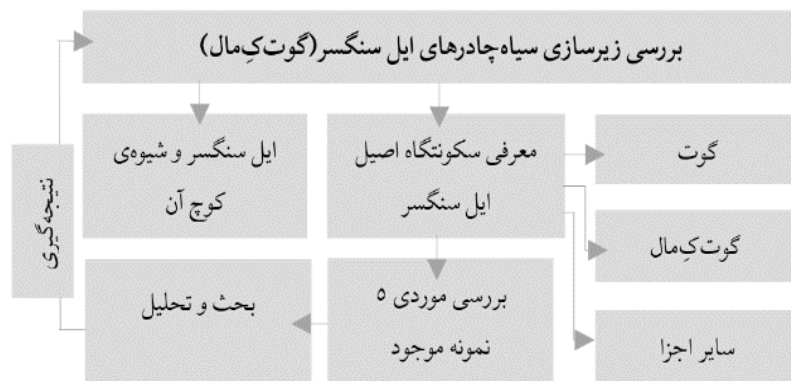 بررسی زیرسازی سیاه‌چادرهای ایل سنگسر(گوت‌کِ‌مال)
ایل سنگسر و شیوه‌ی
کوچ آن
معرفی سکونتگاه اصیل
ایل سنگسر
گوت
گوت‌کِ‌مال
سایر اجزا
بررسی موردی ۵
نمونه موجود
بحث و تحلیل
نتیجه‌گیری